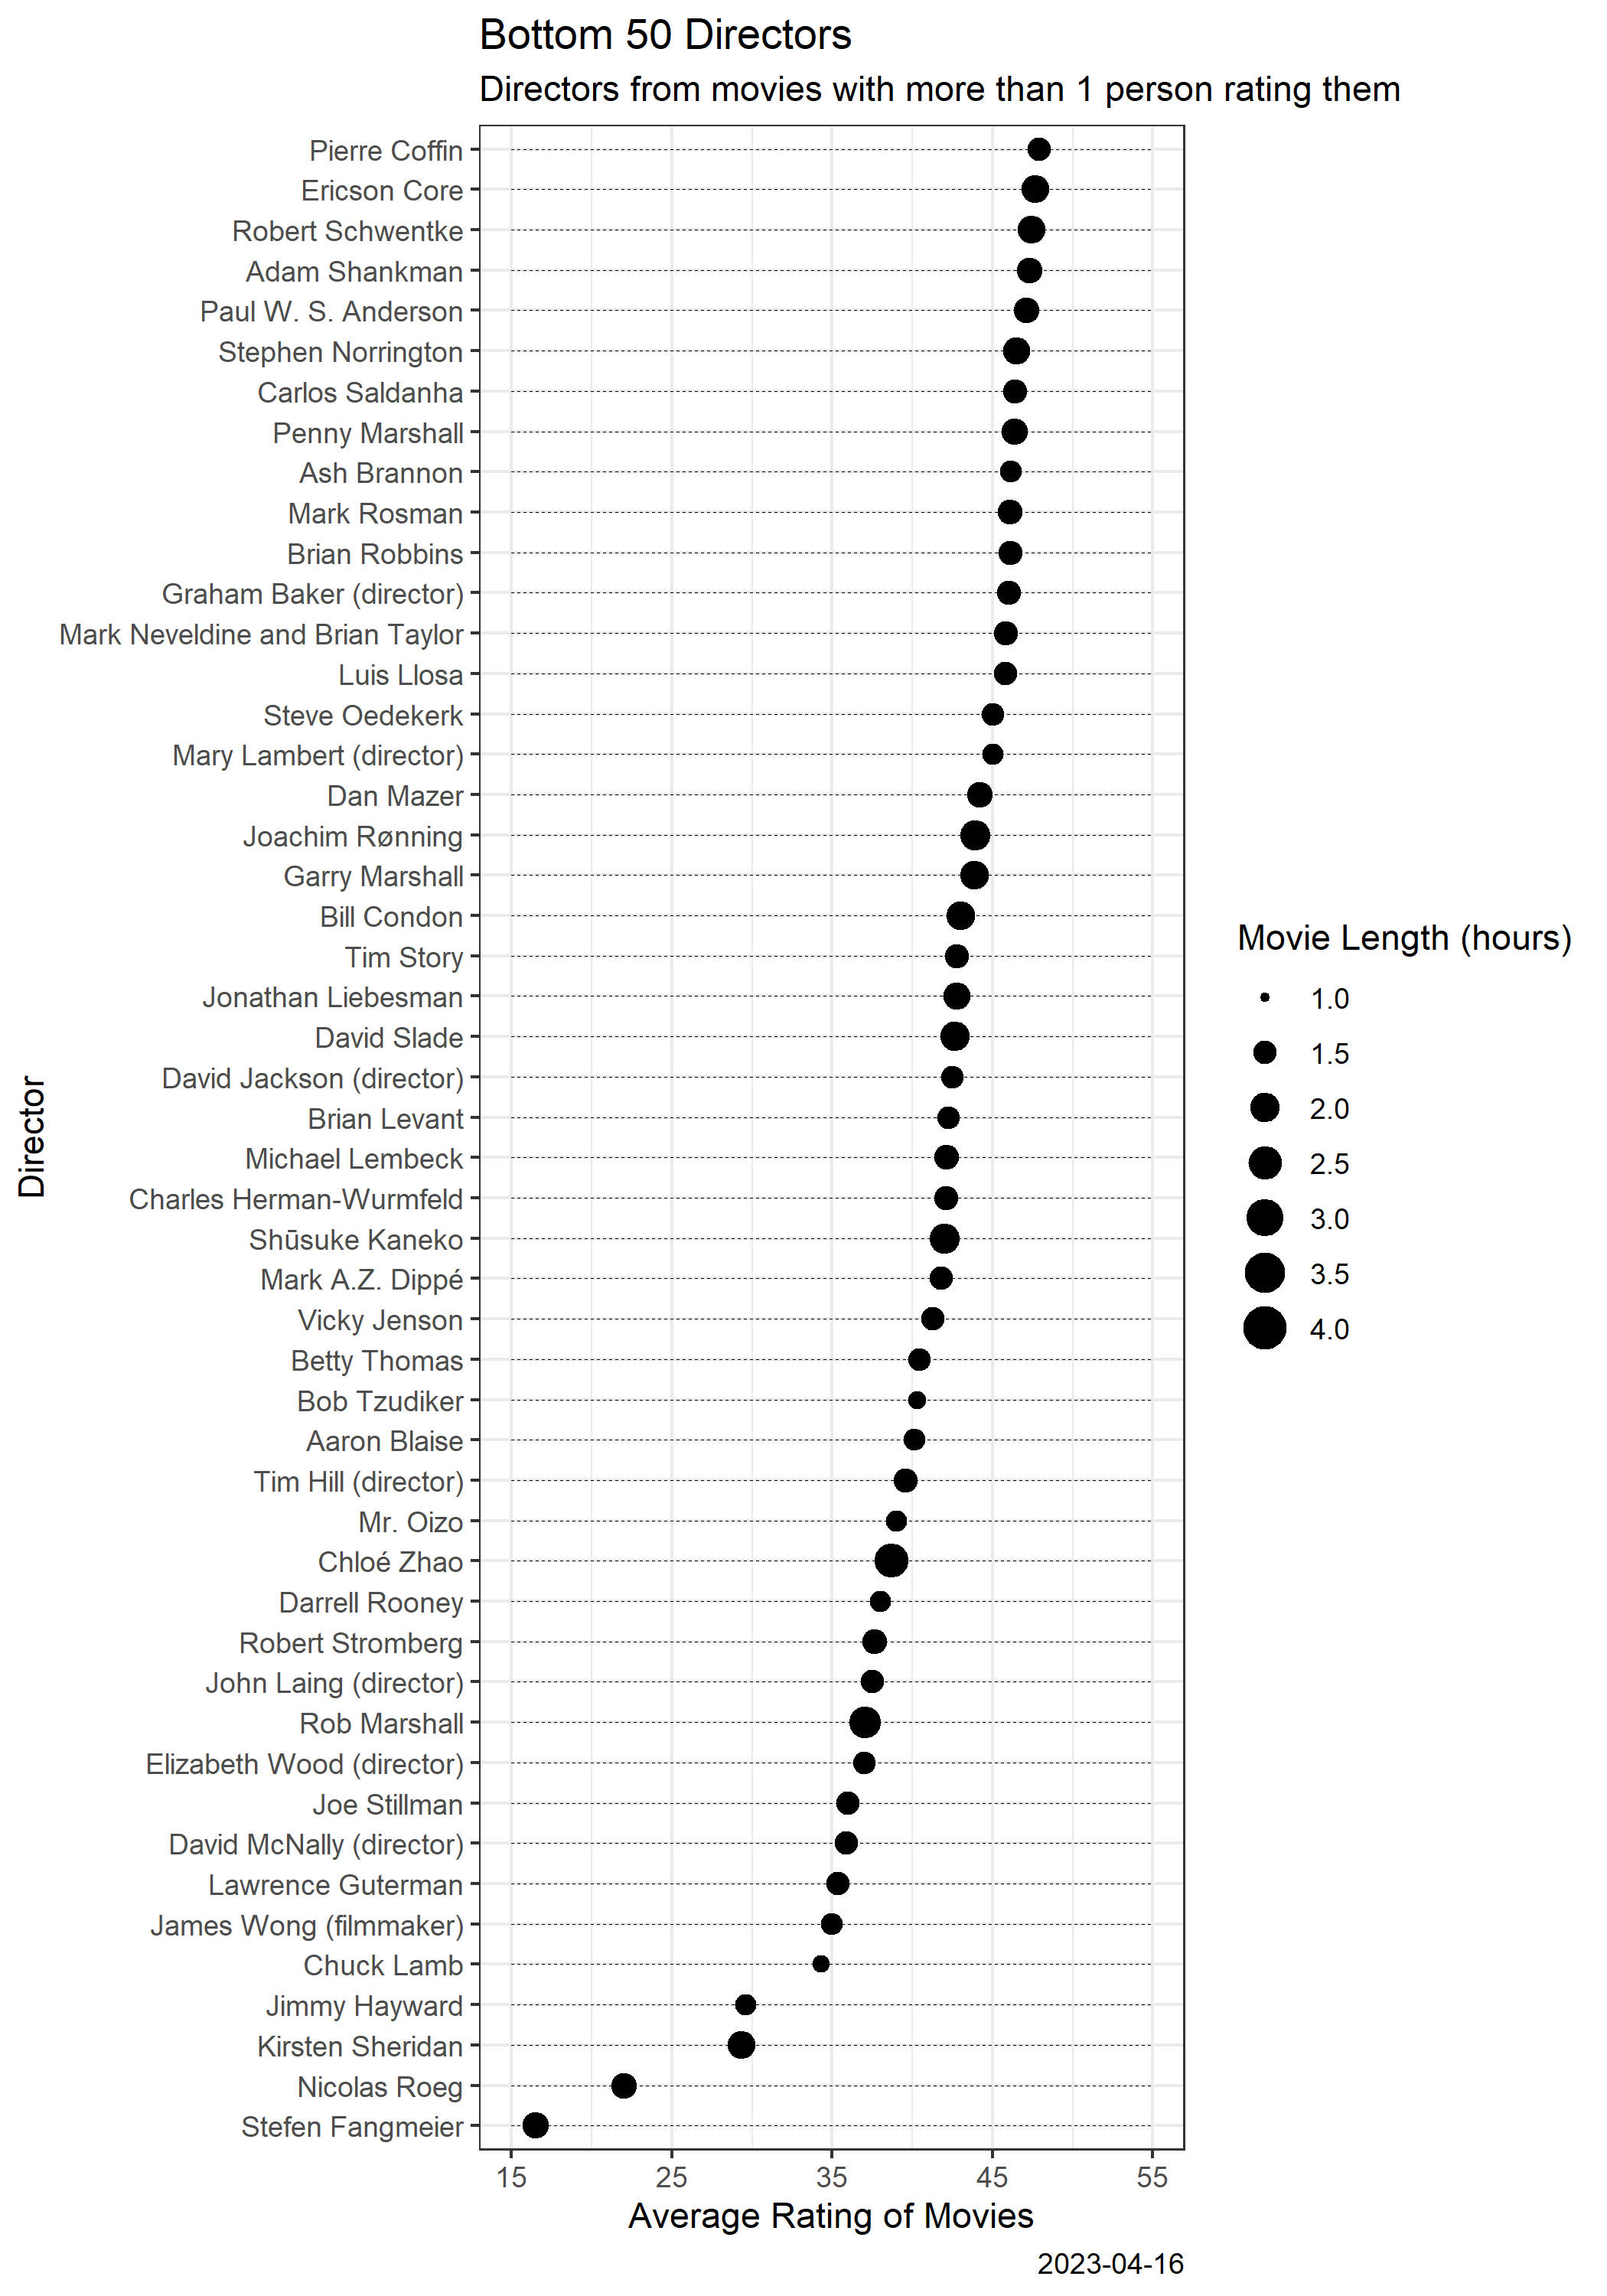 Bottom 50 Directors
Directors from movies with more than 1 person rating them
Director
Pierre Coffin
Ericson Core
Robert Schwentke
Adam Shankman
Paul W. S. Anderson
Stephen Norrington
Carlos Saldanha
Penny Marshall
Ash Brannon
Mark Rosman
Brian Robbins
Graham Baker (director)
Mark Neveldine and Brian Taylor
Luis Llosa
Steve Oedekerk
Mary Lambert (director)
Dan Mazer
Joachim Rønning
Garry Marshall
Bill Condon
Tim Story
Jonathan Liebesman
David Slade
David Jackson (director)
Brian Levant
Michael Lembeck
Charles Herman-Wurmfeld
Shūsuke Kaneko
Mark A.Z. Dippé
Vicky Jenson
Betty Thomas
Bob Tzudiker
Aaron Blaise
Tim Hill (director)
Mr. Oizo
Chloé Zhao
Darrell Rooney
Robert Stromberg
John Laing (director)
Rob Marshall
Elizabeth Wood (director)
Joe Stillman
David McNally (director)
Lawrence Guterman
James Wong (filmmaker)
Chuck Lamb
Jimmy Hayward
Kirsten Sheridan
Nicolas Roeg
Stefen Fangmeier
15 25 35 45 55
Average Rating of Movies
2023-04-16
Movie Length (hours)
1.0
1.5
2.0
2.5
3.0
3.5
4.0